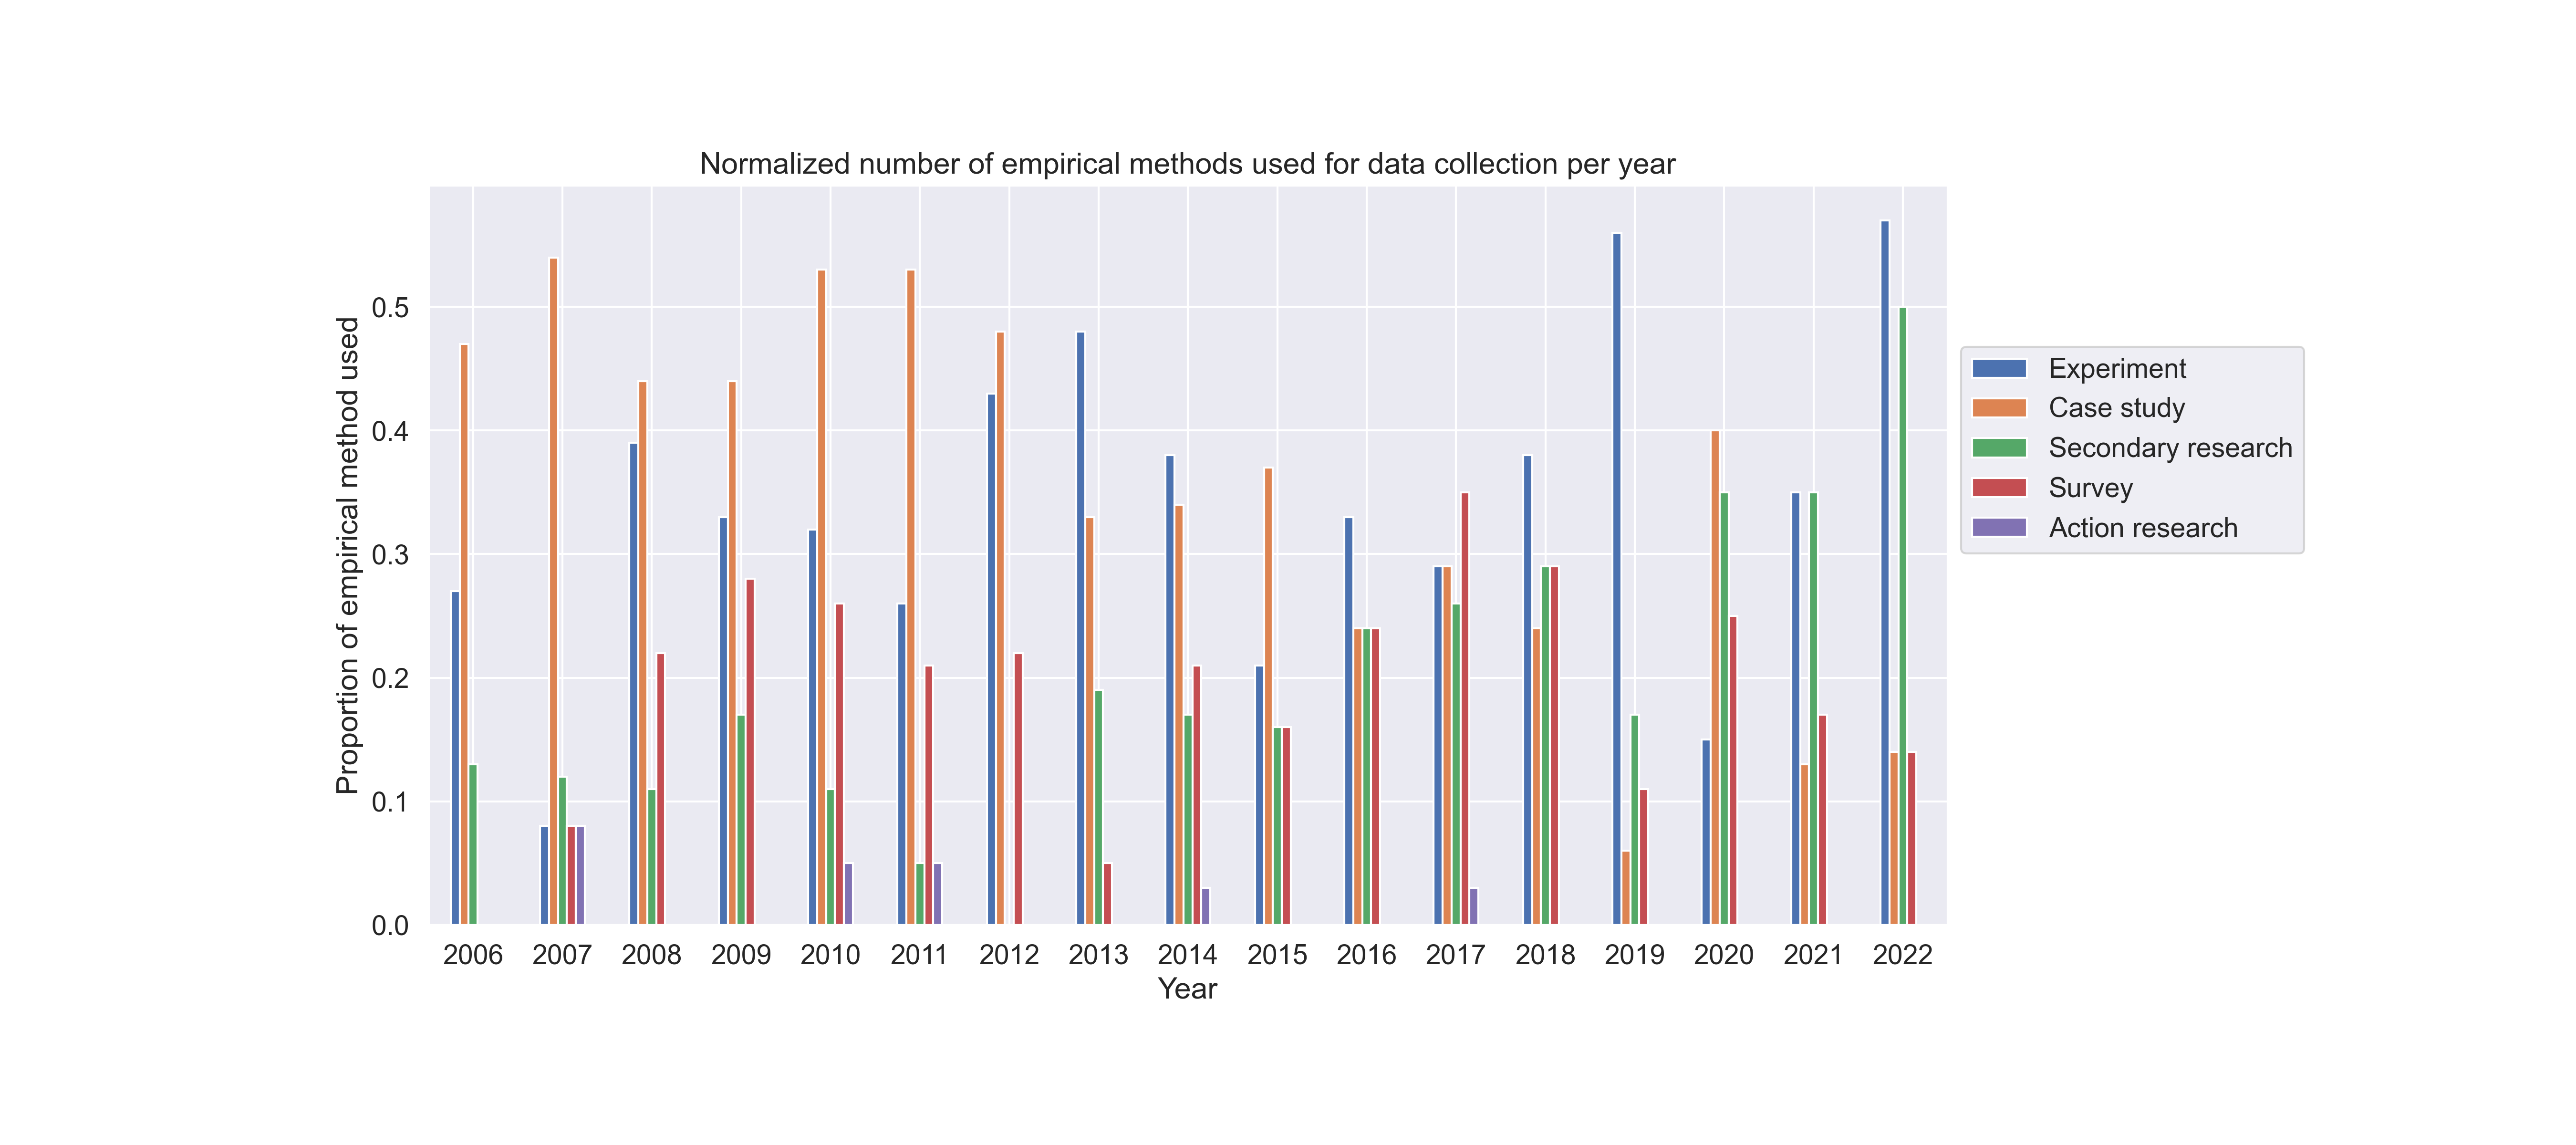 Normalized number of empirical methods used for data collection per year
Proportion of empirical method used
0.5
0.4
0.3
0.2
0.1
0.0
2006 2007 2008 2009 2010 2011 2012 2013 2014 2015 2016 2017 2018 2019 2020 2021 2022
Year
Experiment
Case study
Secondary research
Survey
Action research